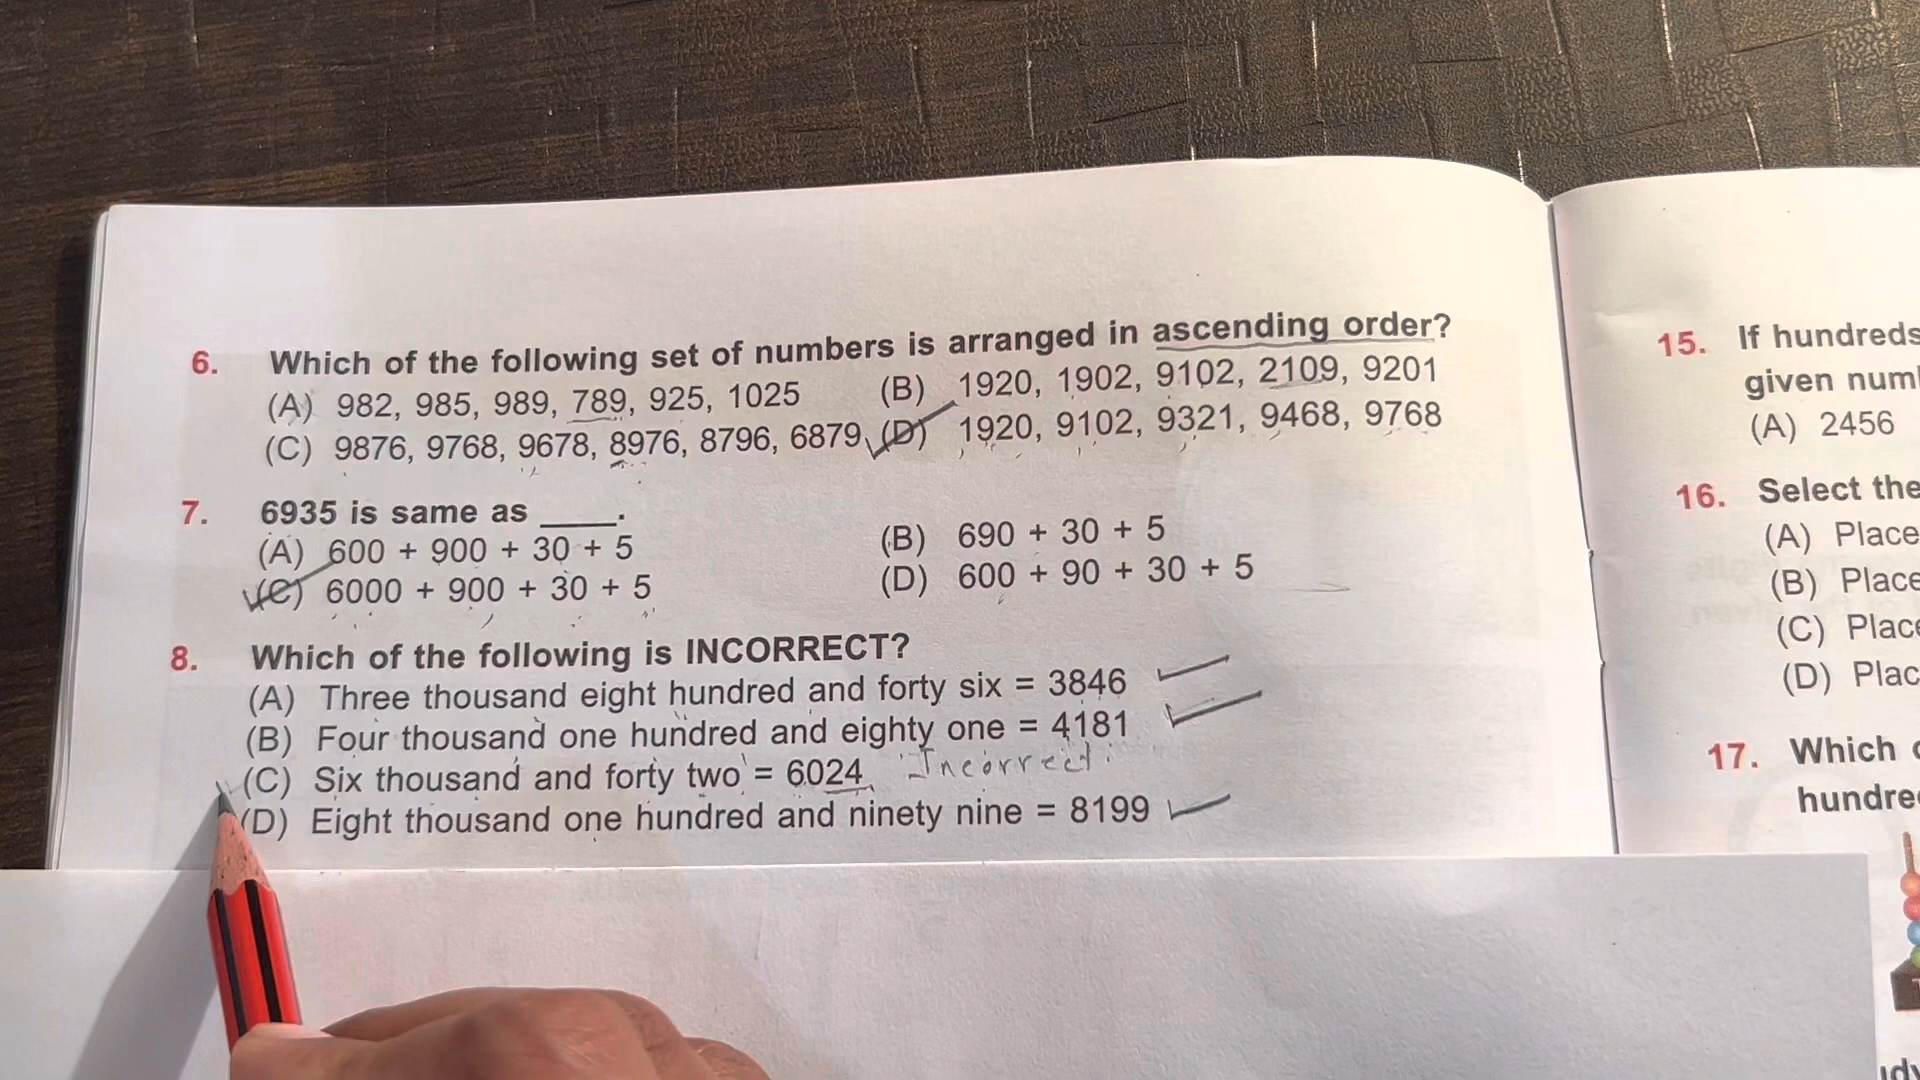 6. Which of the following set of numbers is arranged in ascending order?
(A) 982, 985, 989, 789, 925, 1025 (B) 1920, 1902, 9102, 2109, 9201
(C) 9876, 9768, 9678, 8976, 8796, 6879 (D) 1920, 9102, 9321, 9468, 9768
7. 6935 is same as ____.
(A) 600 + 900 + 30 + 5 (B) 690 + 30 + 5
(C) 6000 + 900 + 30 + 5 (D) 600 + 90 + 30 + 5
8. Which of the following is INCORRECT?
(A) Three thousand eight hundred and forty six = 3846
(B) Four thousand one hundred and eighty one = 4181
(C) Six thousand and forty two = 6024 Incorrect.
(D) Eight thousand one hundred and ninety nine = 8199
15. If hundreds
given num
(A) 2456
16. Select the
(A) Place
(B) Place
(C) Place
(D) Plac
17. Which
hundre